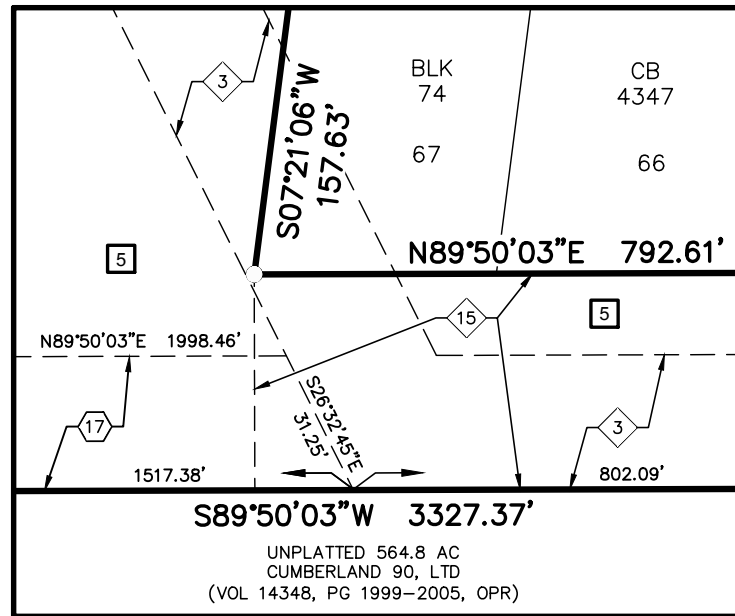 3
BLK
74
CB
4347
67
66
S07°21'06"W
157.63'
N89°50'03"E 792.61'
5
15
5
N89°50'03"E 1998.46'
S26°32'45"E
31.25'
17
3
1517.38'
802.09'
S89°50'03"W 3327.37'
UNPLATTED 564.8 AC
CUMBERLAND 90, LTD
(VOL 14348, PG 1999-2005, OPR)